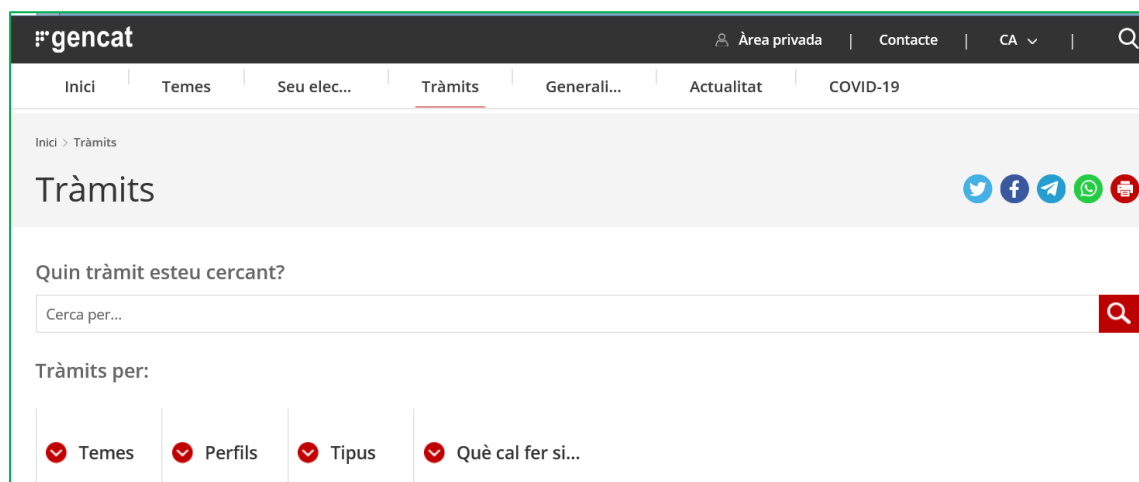 gencat
Àrea privada | Contacte | CA |
Inici Temes Seu elec... Tràmits Generali... Actualitat COVID-19
Inici > Tràmits
Tràmits
Quin tràmit esteu cercant?
Cerca per...
Tràmits per:
Temes Perfils Tipus Què cal fer si...